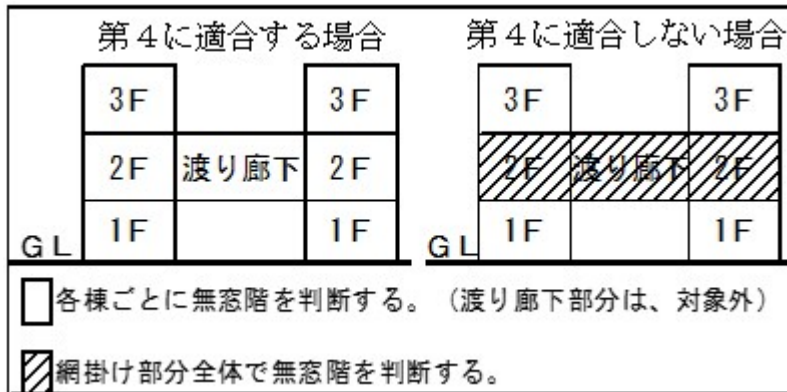 第4に適合する場合
第4に適合しない場合
3F 3F
2F 渡り廊下 2F
1F 1F
GL
3F 3F
2F 渡り廊下 2F
1F 1F
GL
各棟ごとに無窓階を判断する。（渡り廊下部分は、対象外）
網掛け部分全体で無窓階を判断する。